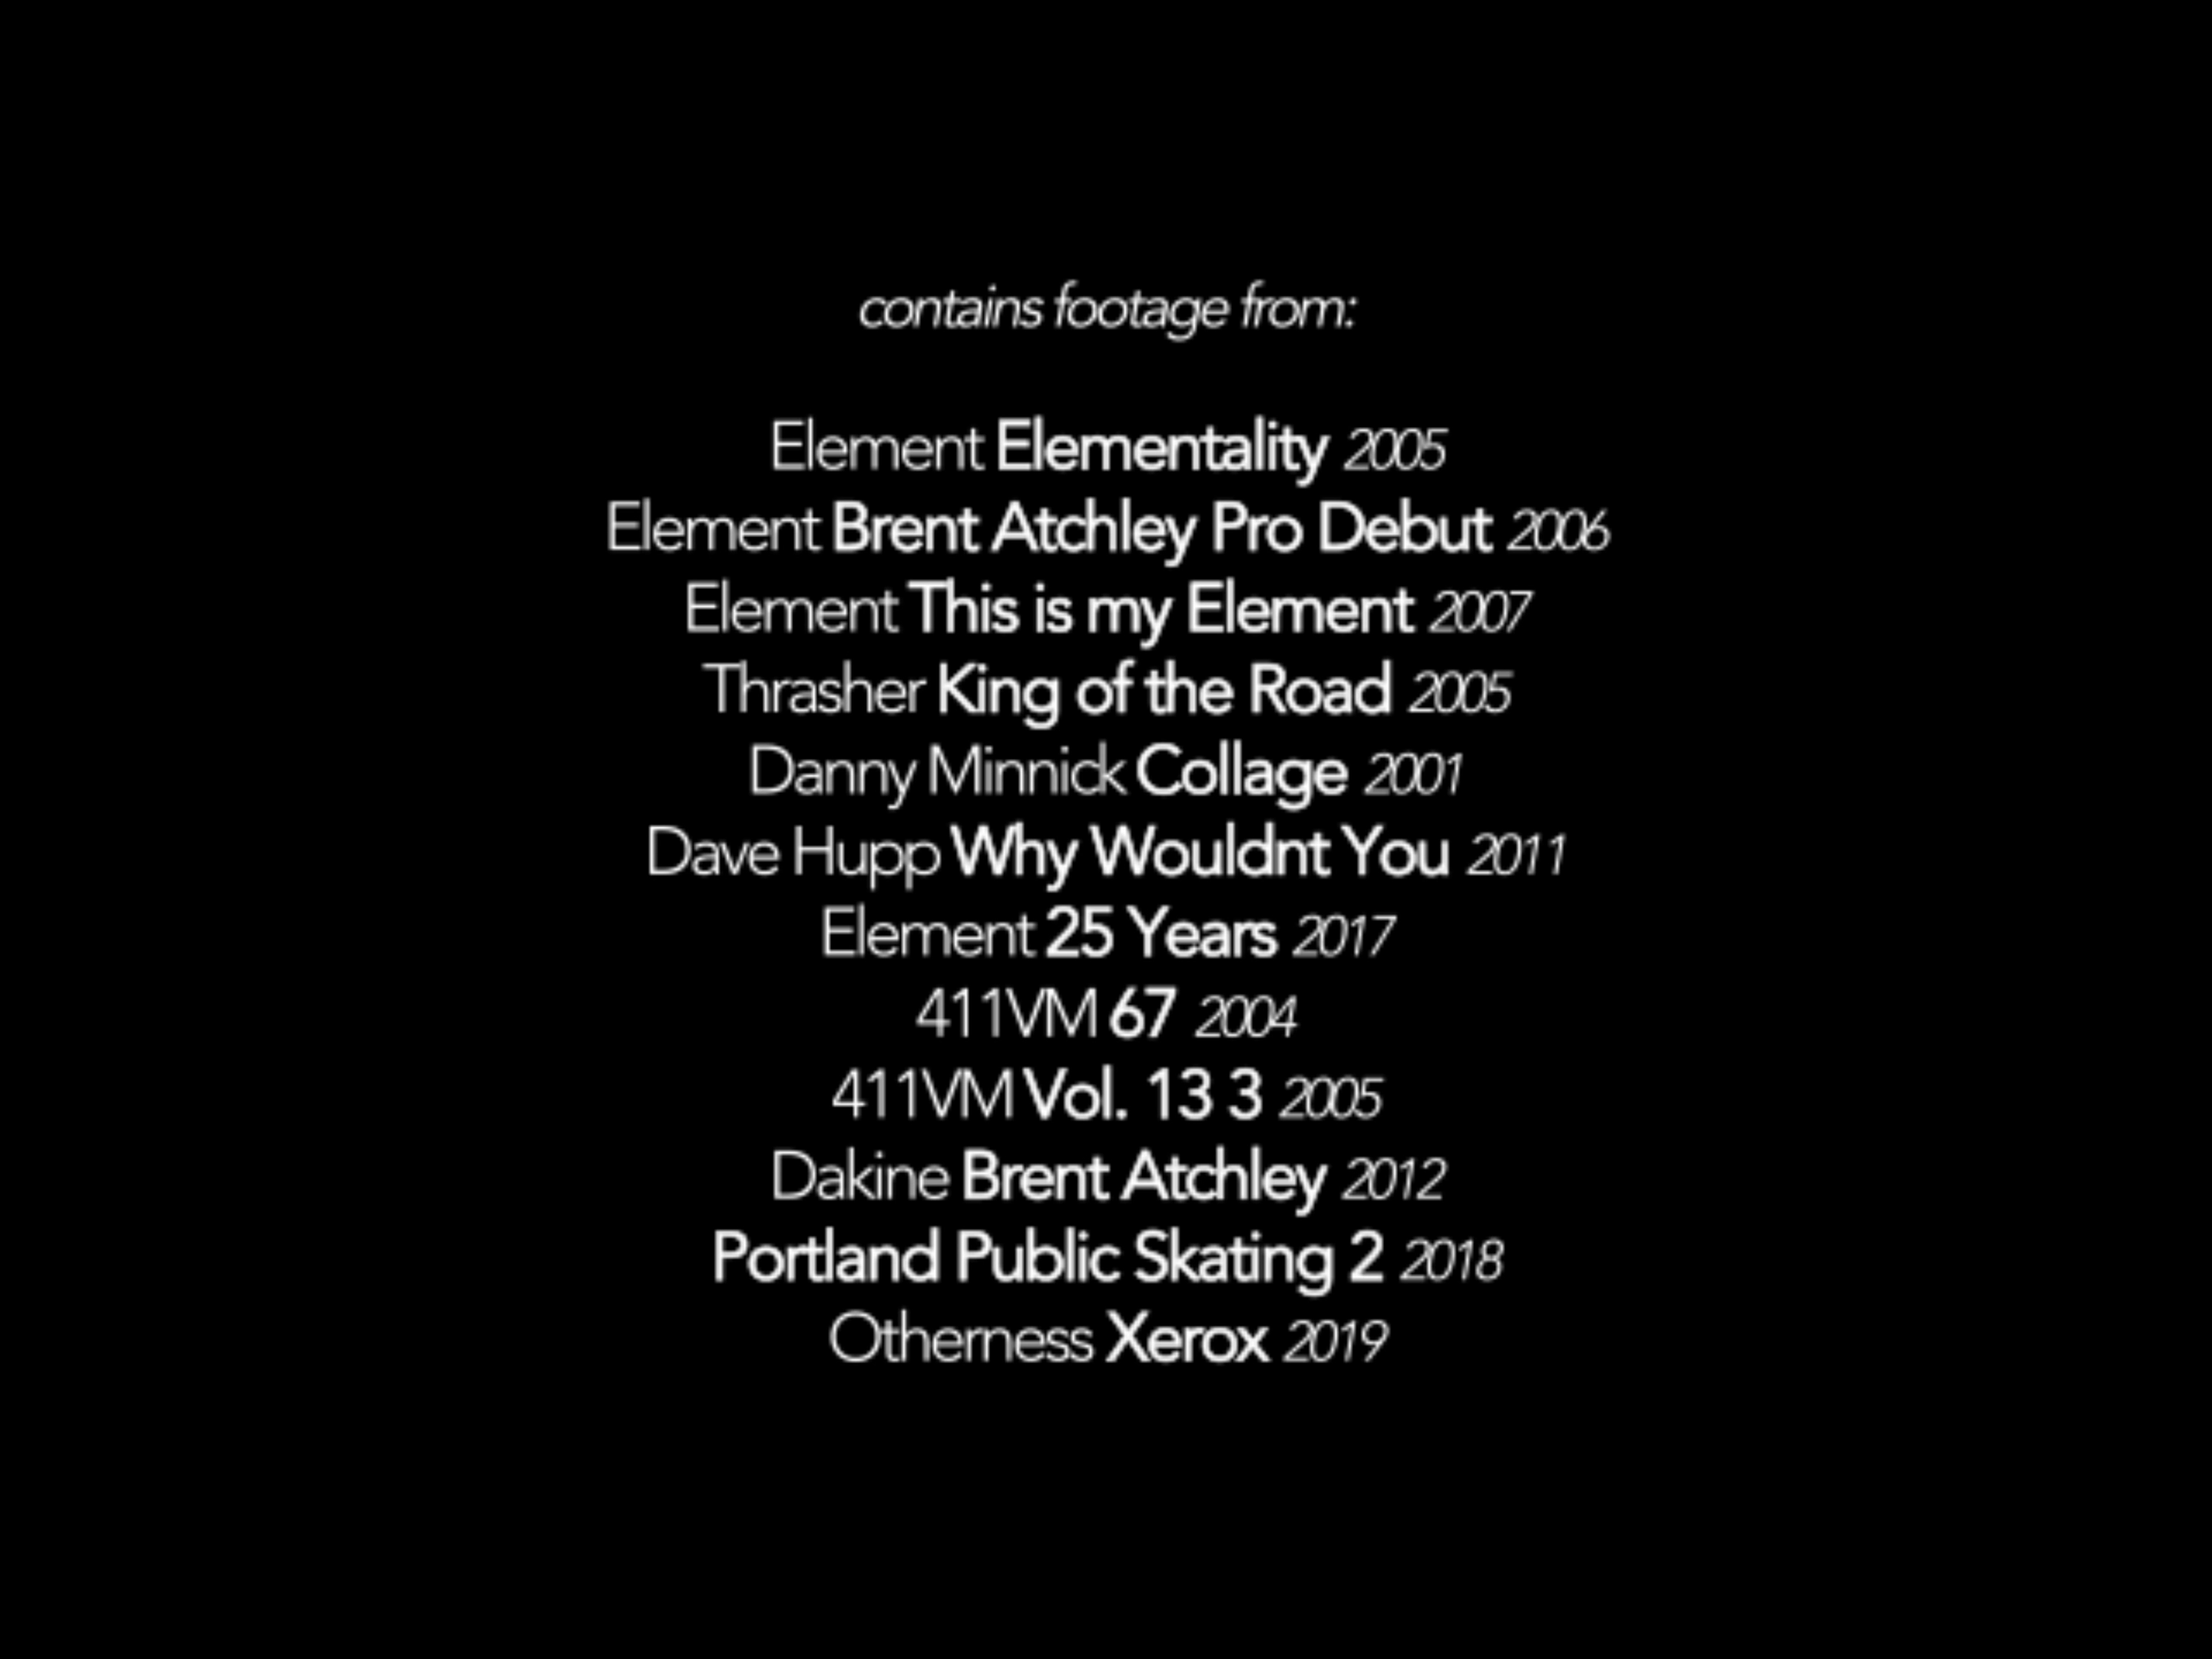 contains footage from:
Element Elementality 2005
Element Brent Atchley Pro Debut 2006
Element This is my Element 2007
Thrasher King of the Road 2005
Danny Minnick Collage 2001
Dave Hupp Why Wouldnt You 2011
Element 25 Years 2017
411VM 67 2004
411VM Vol. 13 3 2005
Dakine Brent Atchley 2012
Portland Public Skating 2 2018
Otherness Xerox 2019